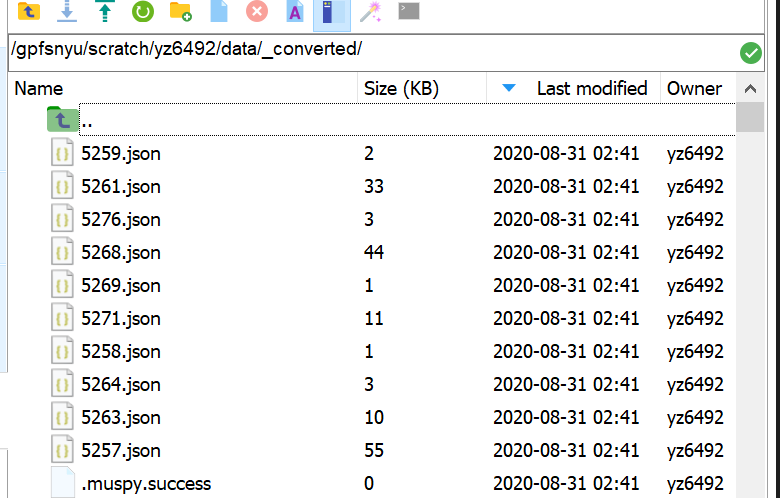 /gpfsnyu/scratch/yz6492/data/_converted/
Name Size (KB) Last modified Owner
..
5259.json 2 2020-08-31 02:41 yz6492
5261.json 33 2020-08-31 02:41 yz6492
5276.json 3 2020-08-31 02:41 yz6492
5268.json 44 2020-08-31 02:41 yz6492
5269.json 1 2020-08-31 02:41 yz6492
5271.json 11 2020-08-31 02:41 yz6492
5258.json 1 2020-08-31 02:41 yz6492
5264.json 3 2020-08-31 02:41 yz6492
5263.json 10 2020-08-31 02:41 yz6492
5257.json 55 2020-08-31 02:41 yz6492
.muspy.success 0 2020-08-31 02:41 yz6492